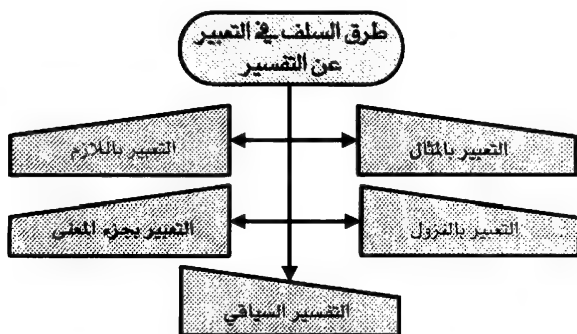 طرق السلف في التعبير
عن التفسير
التعبير بالمثال
التعبير باللازم
التعبير بالنزول
التعبير بجزء المعنى
التفسير السياقي